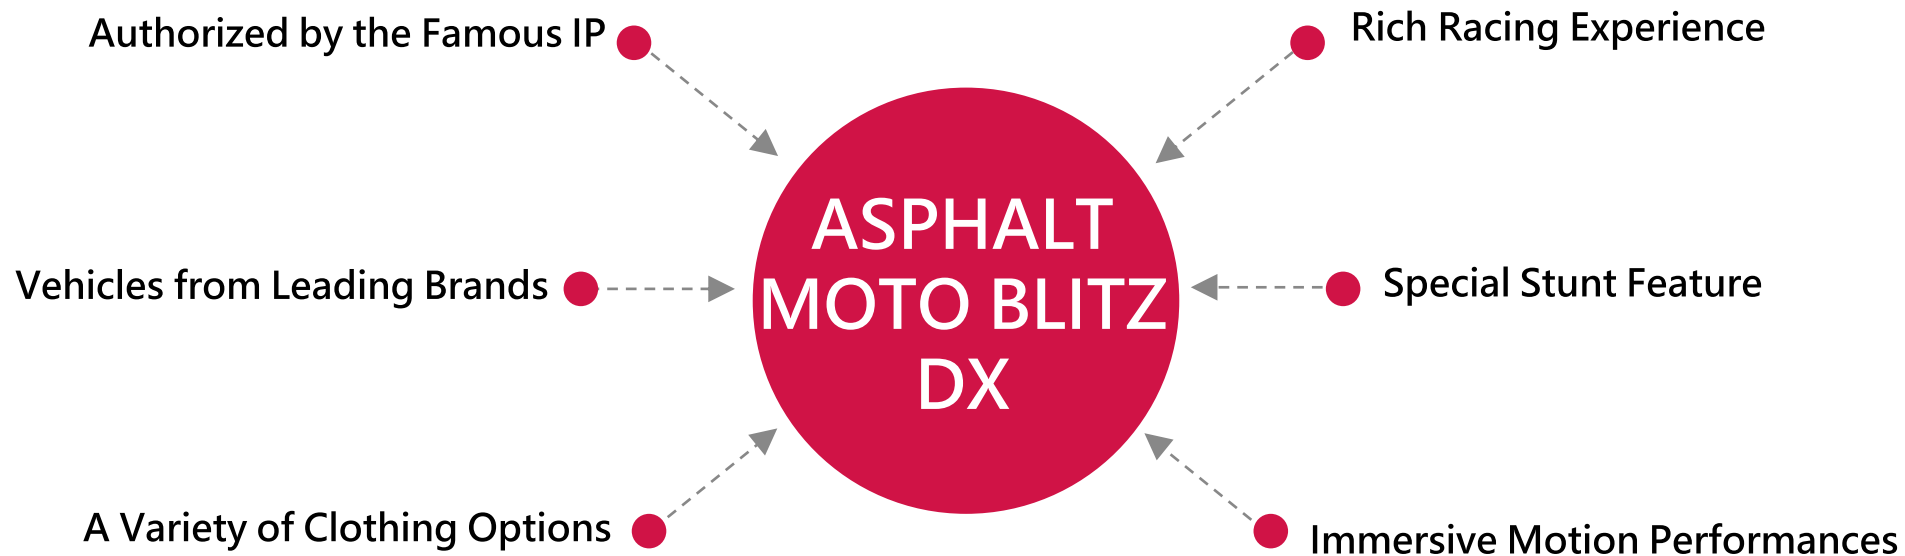 Authorized by the Famous IP
Rich Racing Experience
ASPHALT
MOTO BLITZ
DX
Vehicles from Leading Brands
Special Stunt Feature
A Variety of Clothing Options
Immersive Motion Performances